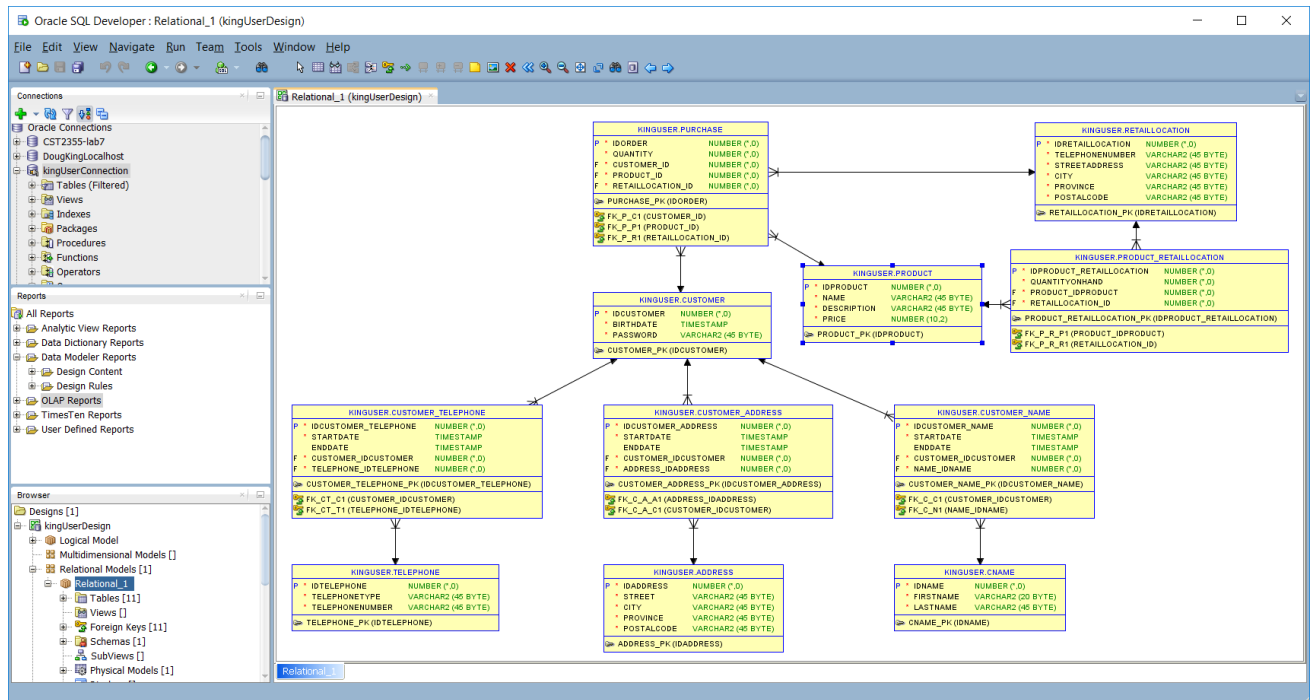 Oracle SQL Developer : Relational_1 (kingUserDesign)
File Edit View Navigate Run Team Tools Window Help
Connections
Oracle Connections
CST2355-lab7
DougKingLocalhost
kingUserConnection
Tables (Filtered)
Views
Indexes
Packages
Procedures
Functions
Operators
Reports
All Reports
Analytic View Reports
Data Dictionary Reports
Data Modeler Reports
Design Content
Design Rules
OLAP Reports
TimesTen Reports
User Defined Reports
Browser
Designs [1]
kingUserDesign
Logical Model
Multidimensional Models []
Relational Models [1]
Relational_1
Tables [11]
Views []
Foreign Keys [11]
Schemas [1]
SubViews []
Physical Models [1]
Relational_1 (kingUserDesign)
KINGUSER.PURCHASE
P * IDORDER NUMBER (*,0)
* QUANTITY NUMBER (*,0)
F * CUSTOMER_ID NUMBER (*,0)
F * PRODUCT_ID NUMBER (*,0)
F * RETAILLOCATION_ID NUMBER (*,0)
PURCHASE_PK (IDORDER)
FK_P_C1 (CUSTOMER_ID)
FK_P_P1 (PRODUCT_ID)
FK_P_R1 (RETAILLOCATION_ID)
KINGUSER.RETAILLOCATION
P * IDRETAILLOCATION NUMBER (*,0)
* TELEPHONENUMBER VARCHAR2 (45 BYTE)
* STREETADDRESS VARCHAR2 (45 BYTE)
* CITY VARCHAR2 (45 BYTE)
* PROVINCE VARCHAR2 (45 BYTE)
* POSTALCODE VARCHAR2 (45 BYTE)
RETAILLOCATION_PK (IDRETAILLOCATION)
KINGUSER.PRODUCT
P * IDPRODUCT NUMBER (*,0)
* NAME VARCHAR2 (45 BYTE)
* DESCRIPTION VARCHAR2 (45 BYTE)
* PRICE NUMBER (10,2)
PRODUCT_PK (IDPRODUCT)
KINGUSER.PRODUCT_RETAILLOCATION
P * IDPRODUCT_RETAILLOCATION NUMBER (*,0)
* QUANTITYONHAND NUMBER (*,0)
F * PRODUCT_IDPRODUCT NUMBER (*,0)
F * RETAILLOCATION_ID NUMBER (*,0)
PRODUCT_RETAILLOCATION_PK (IDPRODUCT_RETAILLOCATION)
FK_P_R_P1 (PRODUCT_IDPRODUCT)
FK_P_R_R1 (RETAILLOCATION_ID)
KINGUSER.CUSTOMER
P * IDCUSTOMER NUMBER (*,0)
* BIRTHDATE TIMESTAMP
* PASSWORD VARCHAR2 (45 BYTE)
CUSTOMER_PK (IDCUSTOMER)
KINGUSER.CUSTOMER_TELEPHONE
P * IDCUSTOMER_TELEPHONE NUMBER (*,0)
* STARTDATE TIMESTAMP
ENDDATE TIMESTAMP
F * CUSTOMER_IDCUSTOMER NUMBER (*,0)
F * TELEPHONE_IDTELEPHONE NUMBER (*,0)
CUSTOMER_TELEPHONE_PK (IDCUSTOMER_TELEPHONE)
FK_CT_C1 (CUSTOMER_IDCUSTOMER)
FK_CT_T1 (TELEPHONE_IDTELEPHONE)
KINGUSER.CUSTOMER_ADDRESS
P * IDCUSTOMER_ADDRESS NUMBER (*,0)
* STARTDATE TIMESTAMP
ENDDATE TIMESTAMP
F * CUSTOMER_IDCUSTOMER NUMBER (*,0)
F * ADDRESS_IDADDRESS NUMBER (*,0)
CUSTOMER_ADDRESS_PK (IDCUSTOMER_ADDRESS)
FK_C_A_A1 (ADDRESS_IDADDRESS)
FK_C_A_C1 (CUSTOMER_IDCUSTOMER)
KINGUSER.CUSTOMER_NAME
P * IDCUSTOMER_NAME NUMBER (*,0)
* STARTDATE TIMESTAMP
ENDDATE TIMESTAMP
F * CUSTOMER_IDCUSTOMER NUMBER (*,0)
F * NAME_IDNAME NUMBER (*,0)
CUSTOMER_NAME_PK (IDCUSTOMER_NAME)
FK_C_C1 (CUSTOMER_IDCUSTOMER)
FK_C_N1 (NAME_IDNAME)
KINGUSER.TELEPHONE
P * IDTELEPHONE NUMBER (*,0)
* TELEPHONETYPE VARCHAR2 (45 BYTE)
* TELEPHONENUMBER VARCHAR2 (45 BYTE)
TELEPHONE_PK (IDTELEPHONE)
KINGUSER.ADDRESS
P * IDADDRESS NUMBER (*,0)
* STREET VARCHAR2 (45 BYTE)
* CITY VARCHAR2 (45 BYTE)
* PROVINCE VARCHAR2 (45 BYTE)
* POSTALCODE VARCHAR2 (45 BYTE)
ADDRESS_PK (IDADDRESS)
KINGUSER.CNAME
P * IDNAME NUMBER (*,0)
* FIRSTNAME VARCHAR2 (20 BYTE)
* LASTNAME VARCHAR2 (45 BYTE)
CNAME_PK (IDNAME)
Relational_1